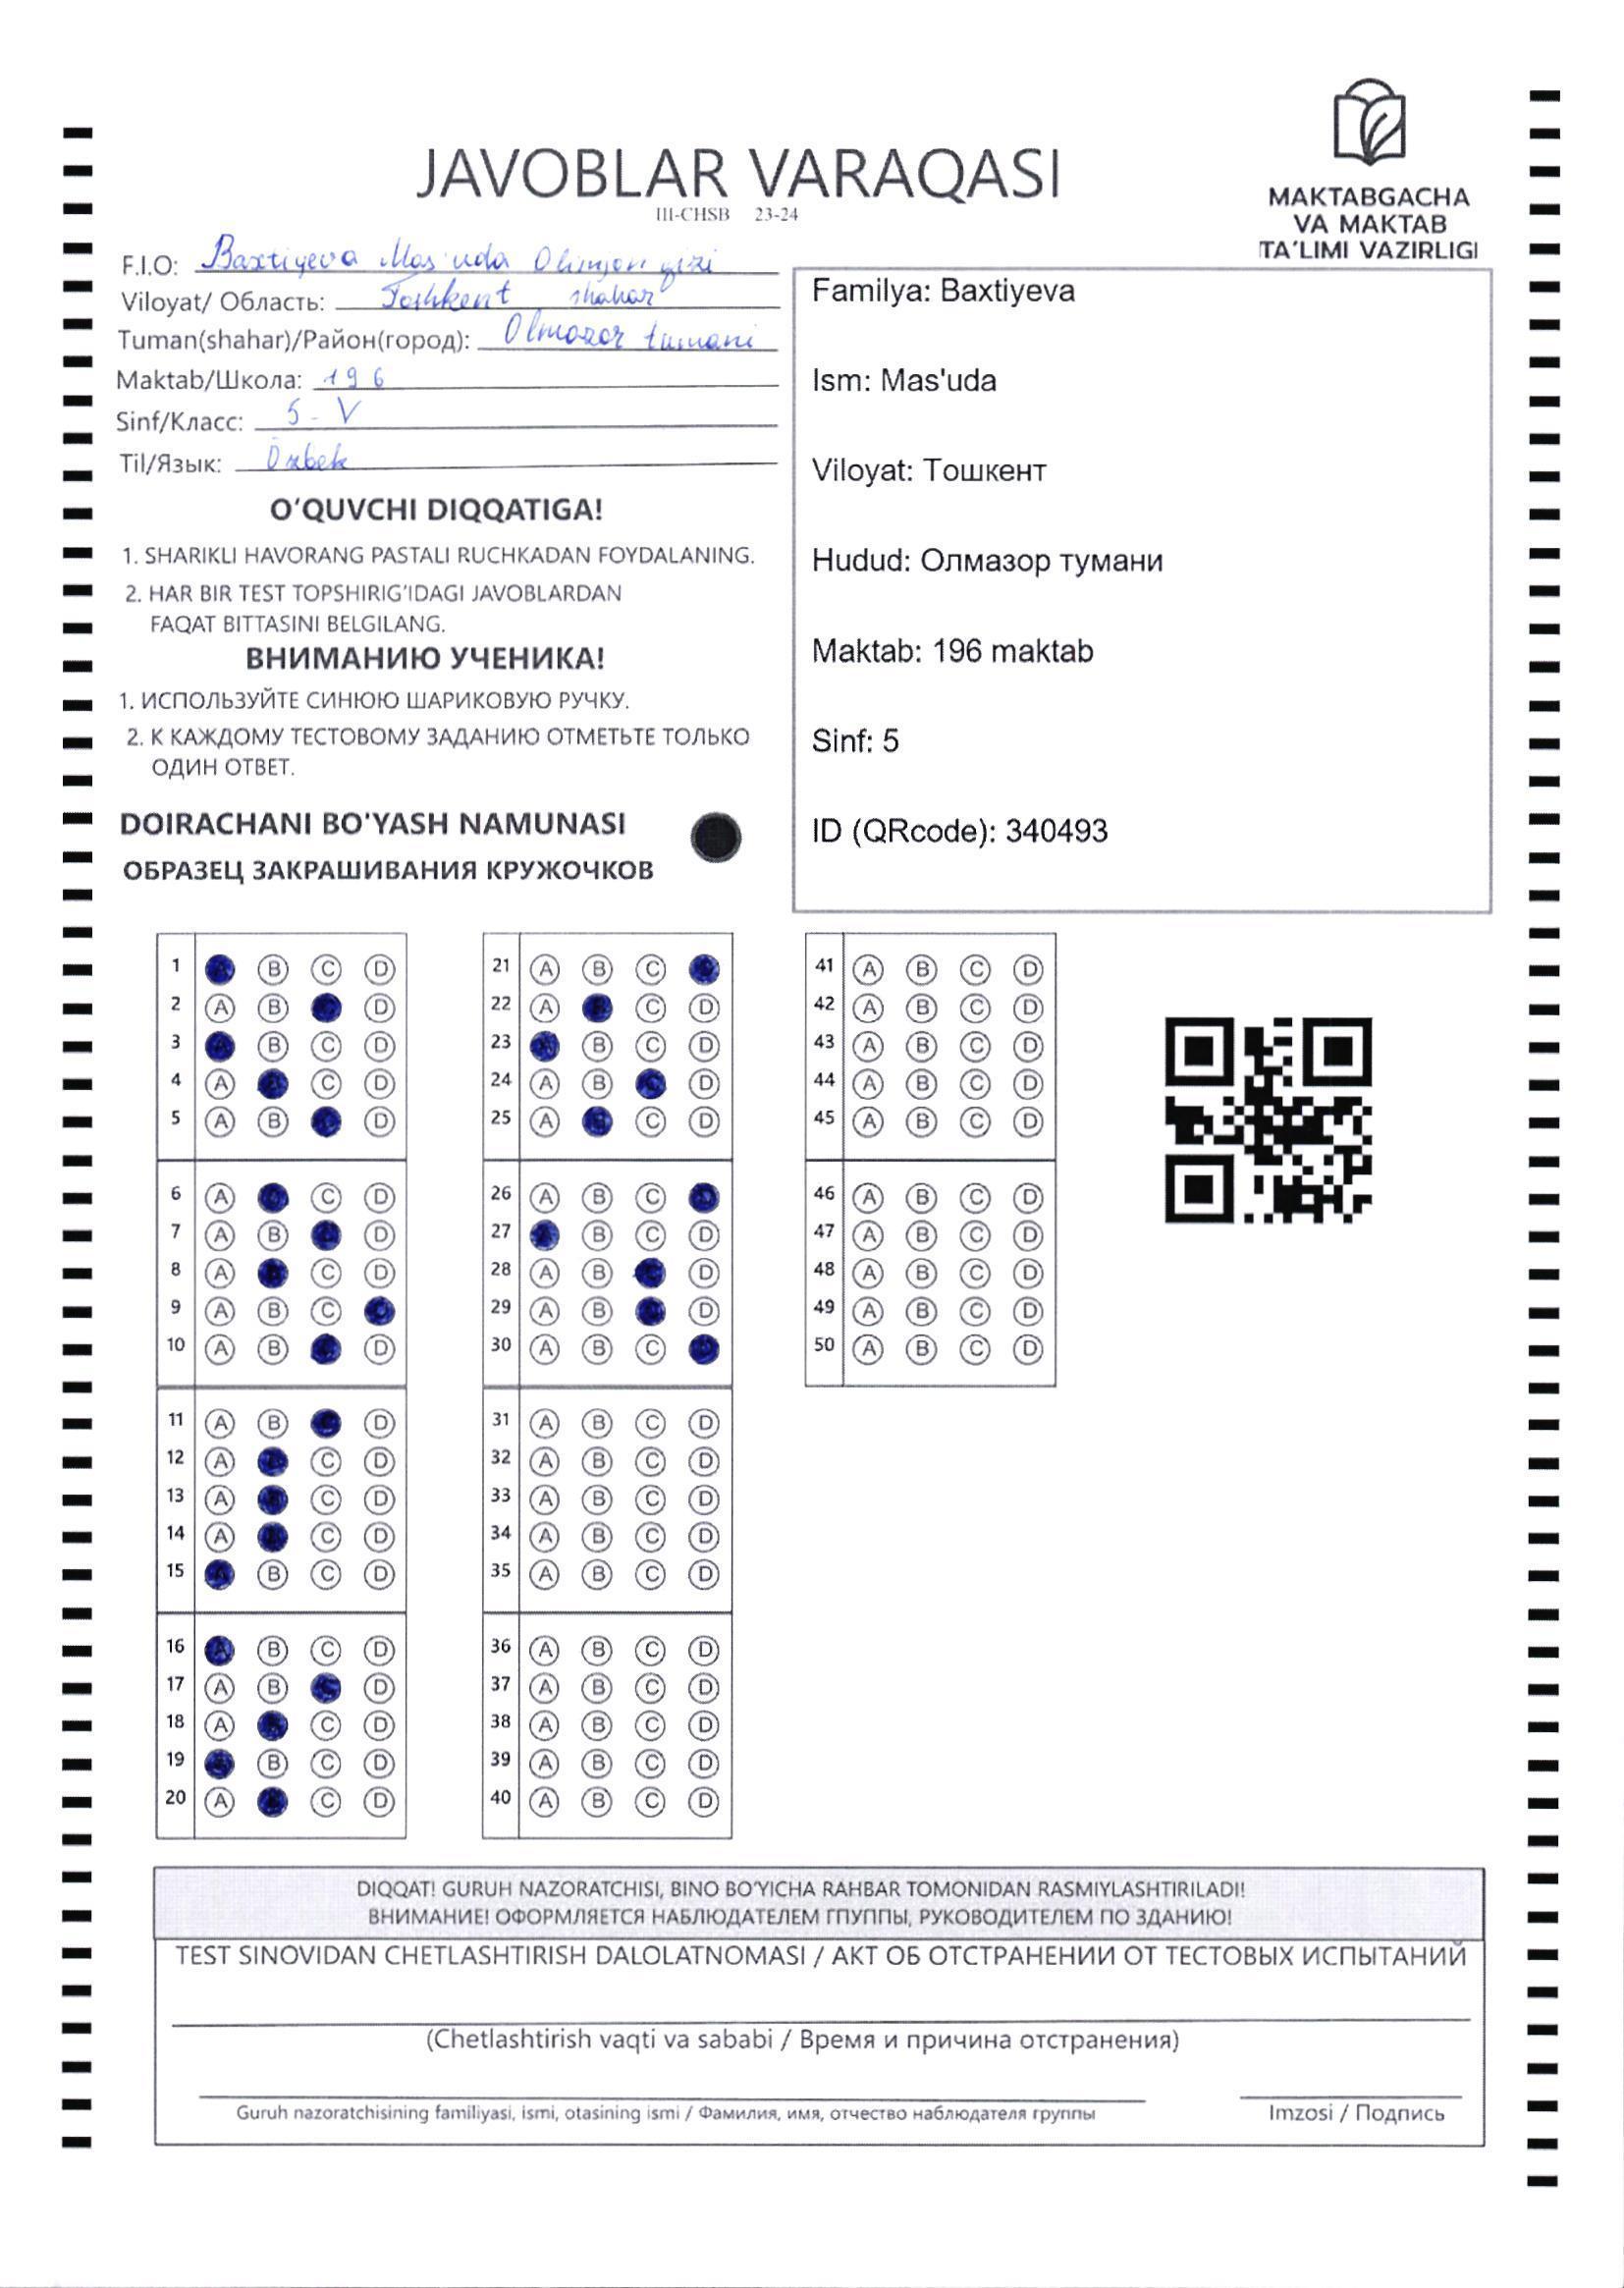 JAVOBLAR VARAQASI
III-CHSB 23-24
MAKTABGACHA
VA MAKTAB
TA'LIMI VAZIRLIGI
F.I.O: Baxtiyeva Mas'uda Olimjon qizi
Viloyat/ Область: Toshkent shahar
Tuman(shahar)/Район(город): Olmazor tumani
Maktab/Школа: 196
Sinf/Класс: 5-V
Til/Язык: Özbek
O'QUVCHI DIQQATIGA!
1. SHARIKLI HAVORANG PASTALI RUCHKADAN FOYDALANING.
2. HAR BIR TEST TOPSHIRIG'IDAGI JAVOBLARDAN
FAQAT BITTASINI BELGILANG.
ВНИМАНИЮ УЧЕНИКА!
1. ИСПОЛЬЗУЙТЕ СИНЮЮ ШАРИКОВУЮ РУЧКУ.
2. К КАЖДОМУ ТЕСТОВОМУ ЗАДАНИЮ ОТМЕТЬТЕ ТОЛЬКО
ОДИН ОТВЕТ.
DOIRACHANI BO'YASH NAMUNASI
ОБРАЗЕЦ ЗАКРАШИВАНИЯ КРУЖОЧКОВ
Familya: Baxtiyeva
Ism: Mas'uda
Viloyat: Тошкент
Hudud: Олмазор тумани
Maktab: 196 maktab
Sinf: 5
ID (QRcode): 340493
1 B C D
2 A B D
3 B C D
4 A C D
5 A B D
6 A C D
7 A B D
8 A C D
9 A B C
10 A B D
11 A B D
12 A C D
13 A C D
14 A C D
15 B C D
16 B C D
17 A B D
18 A C D
19 B C D
20 A C D
21 A B C
22 A C D
23 B C D
24 A B D
25 A C D
26 A B C
27 B C D
28 A B D
29 A B D
30 A B C
31 A B C D
32 A B C D
33 A B C D
34 A B C D
35 A B C D
36 A B C D
37 A B C D
38 A B C D
39 A B C D
40 A B C D
41 A B C D
42 A B C D
43 A B C D
44 A B C D
45 A B C D
46 A B C D
47 A B C D
48 A B C D
49 A B C D
50 A B C D
DIQQAT! GURUH NAZORATCHISI, BINO BO'YICHA RAHBAR TOMONIDAN RASMIYLASHTIRILADI!
ВНИМАНИЕ! ОФОРМЛЯЕТСЯ НАБЛЮДАТЕЛЕМ ГПУППЫ, РУКОВОДИТЕЛЕМ ПО ЗДАНИЮ!
TEST SINOVIDAN CHETLASHTIRISH DALOLATNOMASI / АКТ ОБ ОТСТРАНЕНИИ ОТ ТЕСТОВЫХ ИСПЫТАНИЙ
(Chetlashtirish vaqti va sababi / Время и причина отстранения)
Guruh nazoratchisining familiyasi, ismi, otasining ismi / Фамилия, имя, отчество наблюдателя группы
Imzosi / Подпись